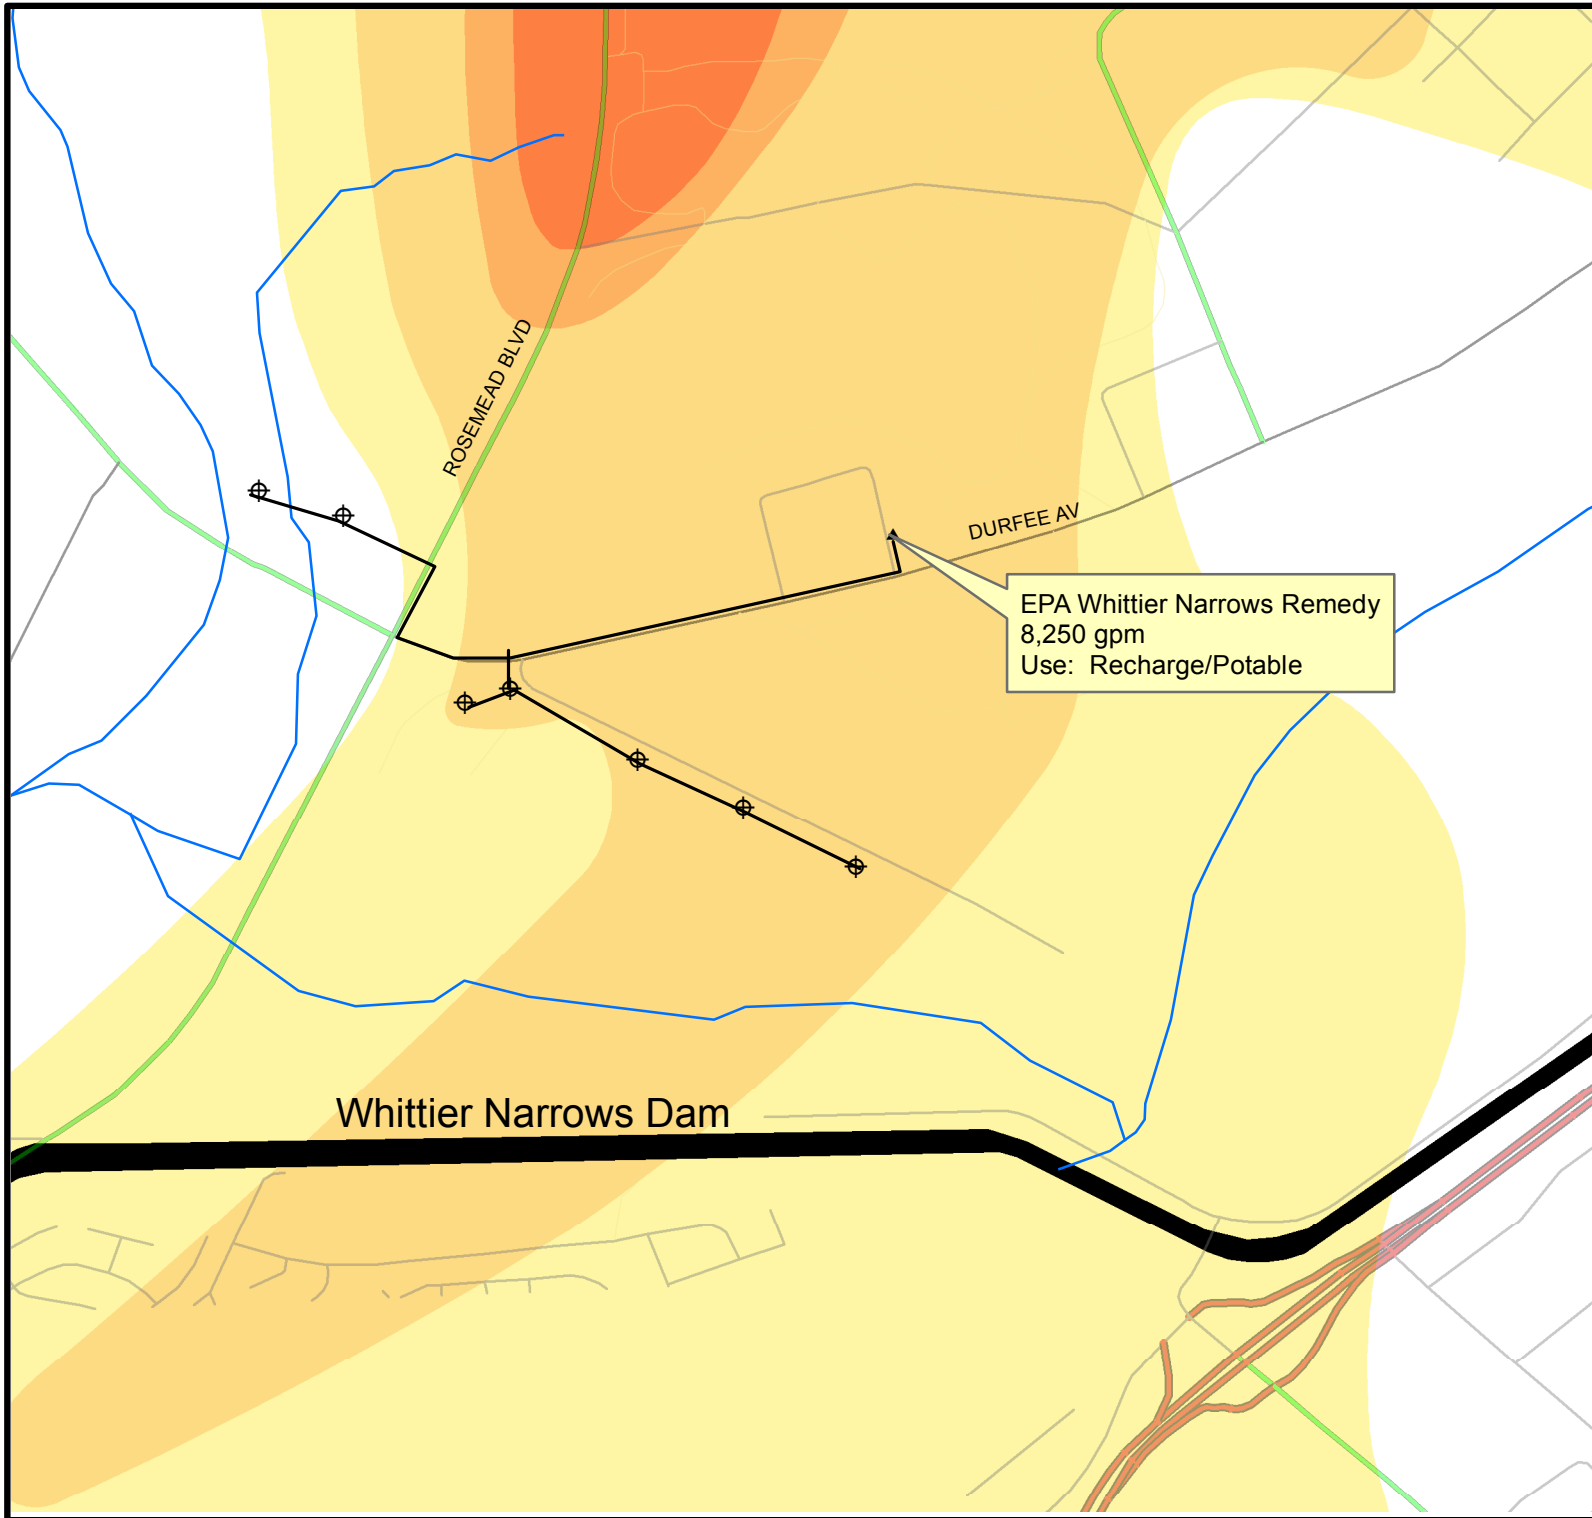 ROSEMEAD BLVD
DURFEE AV
EPA Whittier Narrows Remedy
8,250 gpm
Use: Recharge/Potable
Whittier Narrows Dam